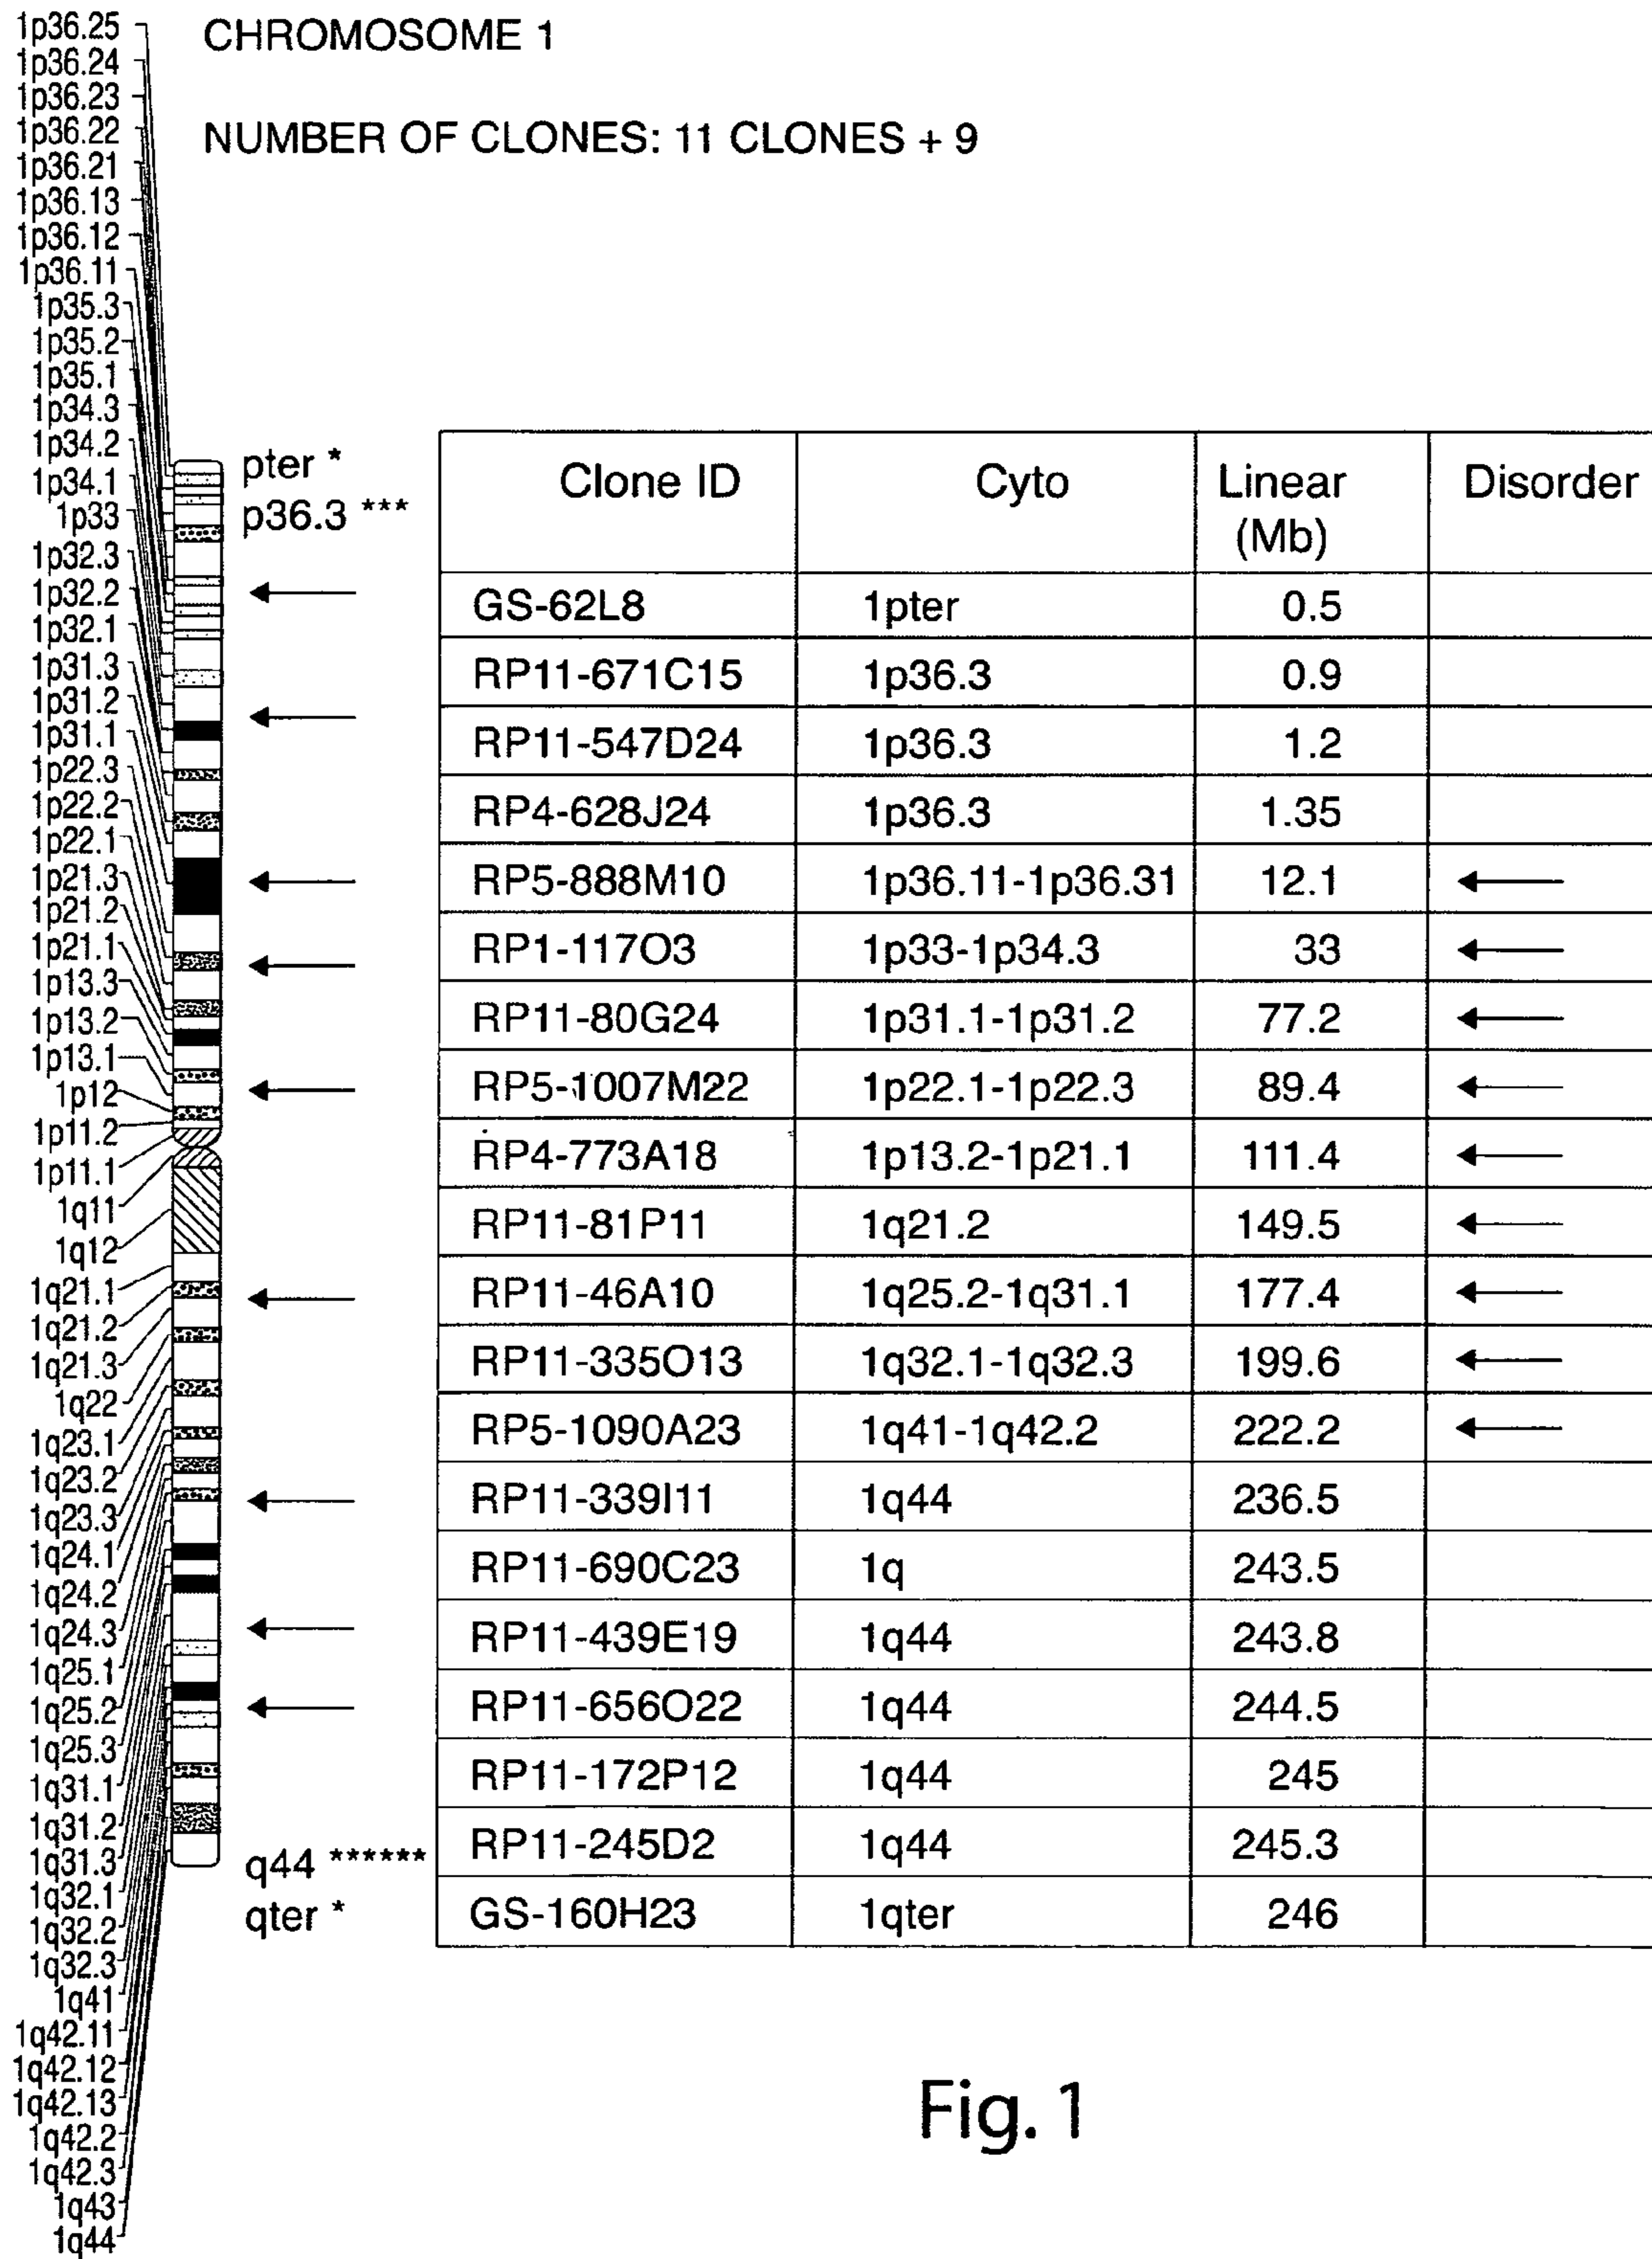 CHROMOSOME 1
NUMBER OF CLONES: 11 CLONES + 9
1p36.25
1p36.24
1p36.23
1p36.22
1p36.21
1p36.13
1p36.12
1p36.11
1p35.3
1p35.2
1p35.1
1p34.3
1p34.2
1p34.1
1p33
1p32.3
1p32.2
1p32.1
1p31.3
1p31.2
1p31.1
1p22.3
1p22.2
1p22.1
1p21.3
1p21.2
1p21.1
1p13.3
1p13.2
1p13.1
1p12
1p11.2
1p11.1
1q11
1q12
1q21.1
1q21.2
1q21.3
1q22
1q23.1
1q23.2
1q23.3
1q24.1
1q24.2
1q24.3
1q25.1
1q25.2
1q25.3
1q31.1
1q31.2
1q31.3
1q32.1
1q32.2
1q32.3
1q41
1q42.11
1q42.12
1q42.13
1q42.2
1q42.3
1q43
1q44
pter *
p36.3 ***
q44 ******
qter *
Clone ID Cyto Linear (Mb) Disorder
GS-62L8 1pter 0.5
RP11-671C15 1p36.3 0.9
RP11-547D24 1p36.3 1.2
RP4-628J24 1p36.3 1.35
RP5-888M10 1p36.11-1p36.31 12.1 ←
RP1-117O3 1p33-1p34.3 33 ←
RP11-80G24 1p31.1-1p31.2 77.2 ←
RP5-1007M22 1p22.1-1p22.3 89.4 ←
RP4-773A18 1p13.2-1p21.1 111.4 ←
RP11-81P11 1q21.2 149.5 ←
RP11-46A10 1q25.2-1q31.1 177.4 ←
RP11-335O13 1q32.1-1q32.3 199.6 ←
RP5-1090A23 1q41-1q42.2 222.2 ←
RP11-339I11 1q44 236.5
RP11-690C23 1q 243.5
RP11-439E19 1q44 243.8
RP11-656O22 1q44 244.5
RP11-172P12 1q44 245
RP11-245D2 1q44 245.3
GS-160H23 1qter 246
Fig. 1